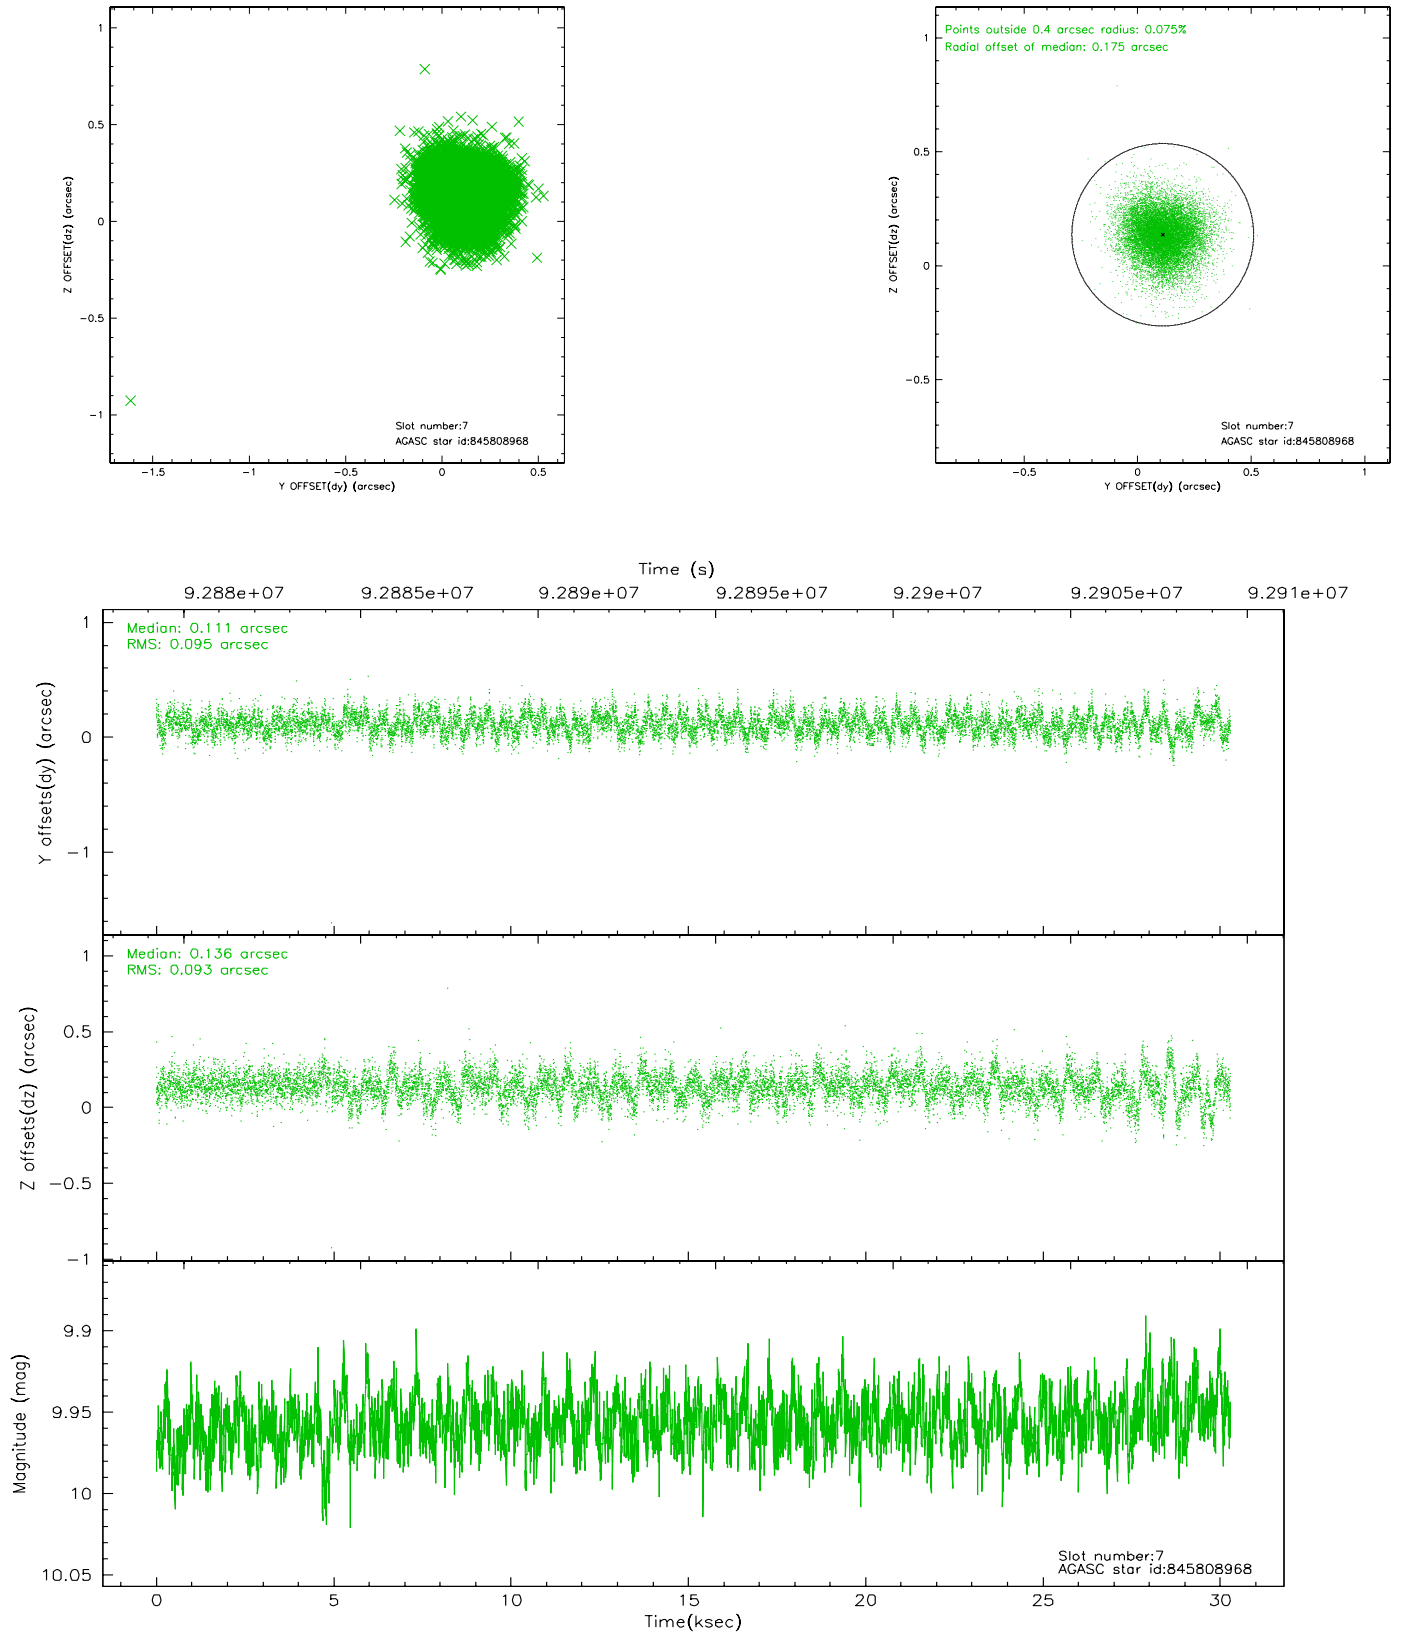 1
0.5
0
−0.5
−1
Z OFFSET(dz) (arcsec)
Slot number:7
AGASC star id:845808968
−1.5 −1 −0.5 0 0.5
Y OFFSET(dy) (arcsec)
Points outside 0.4 arcsec radius: 0.075%
Radial offset of median: 0.175 arcsec
1
0.5
0
−0.5
Z OFFSET(dz) (arcsec)
Slot number:7
AGASC star id:845808968
−0.5 0 0.5 1
Y OFFSET(dy) (arcsec)
Time (s)
9.288e+07 9.2885e+07 9.289e+07 9.2895e+07 9.29e+07 9.2905e+07 9.291e+07
Median: 0.111 arcsec
RMS: 0.095 arcsec
1
0
−1
Y offsets(dy) (arcsec)
Median: 0.136 arcsec
RMS: 0.093 arcsec
1
0.5
0
−0.5
−1
Z offsets(dz) (arcsec)
9.9
9.95
10
10.05
Magnitude (mag)
Slot number:7
AGASC star id:845808968
0 5 10 15 20 25 30
Time(ksec)